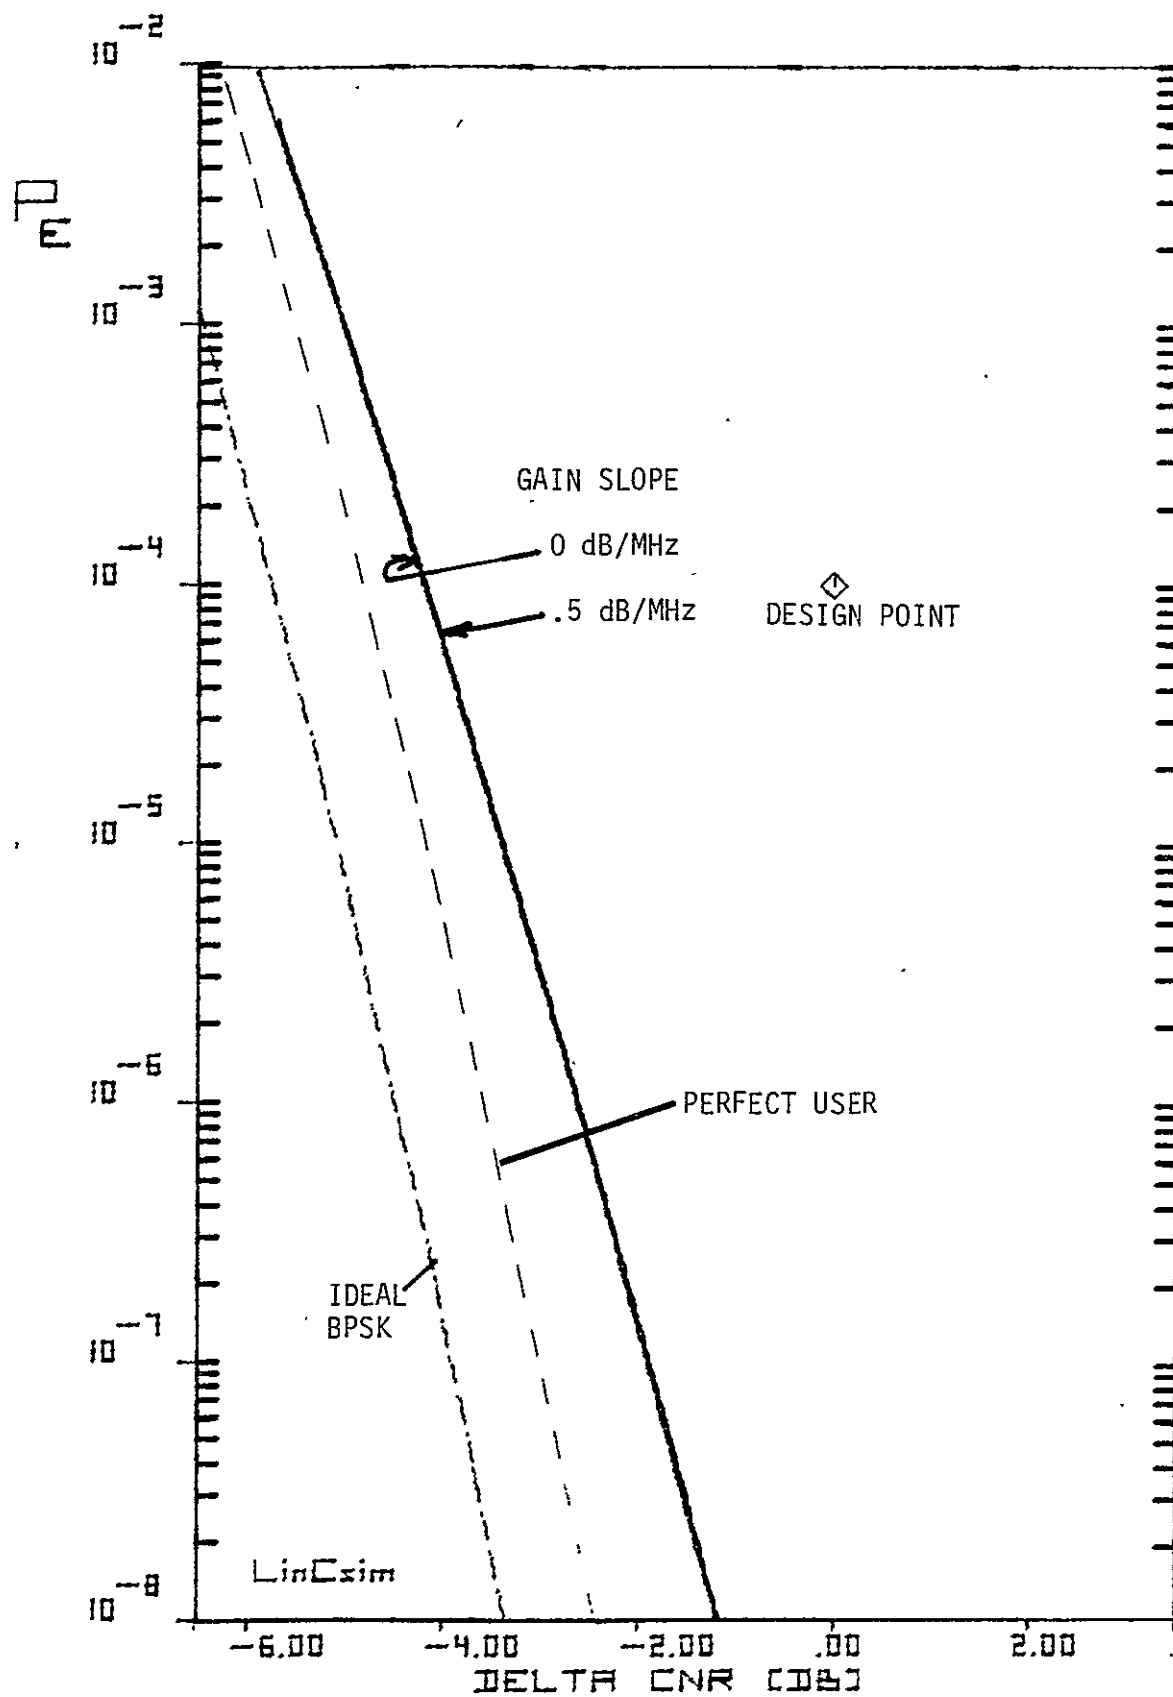 10^-2
P_E
10^-3
GAIN SLOPE
0 dB/MHz
10^-4
.5 dB/MHz
DESIGN POINT
10^-5
10^-6
PERFECT USER
IDEAL
BPSK
10^-7
LinCsim
10^-8
-6.00 -4.00 -2.00 .00 2.00
DELTA CNR [DB]